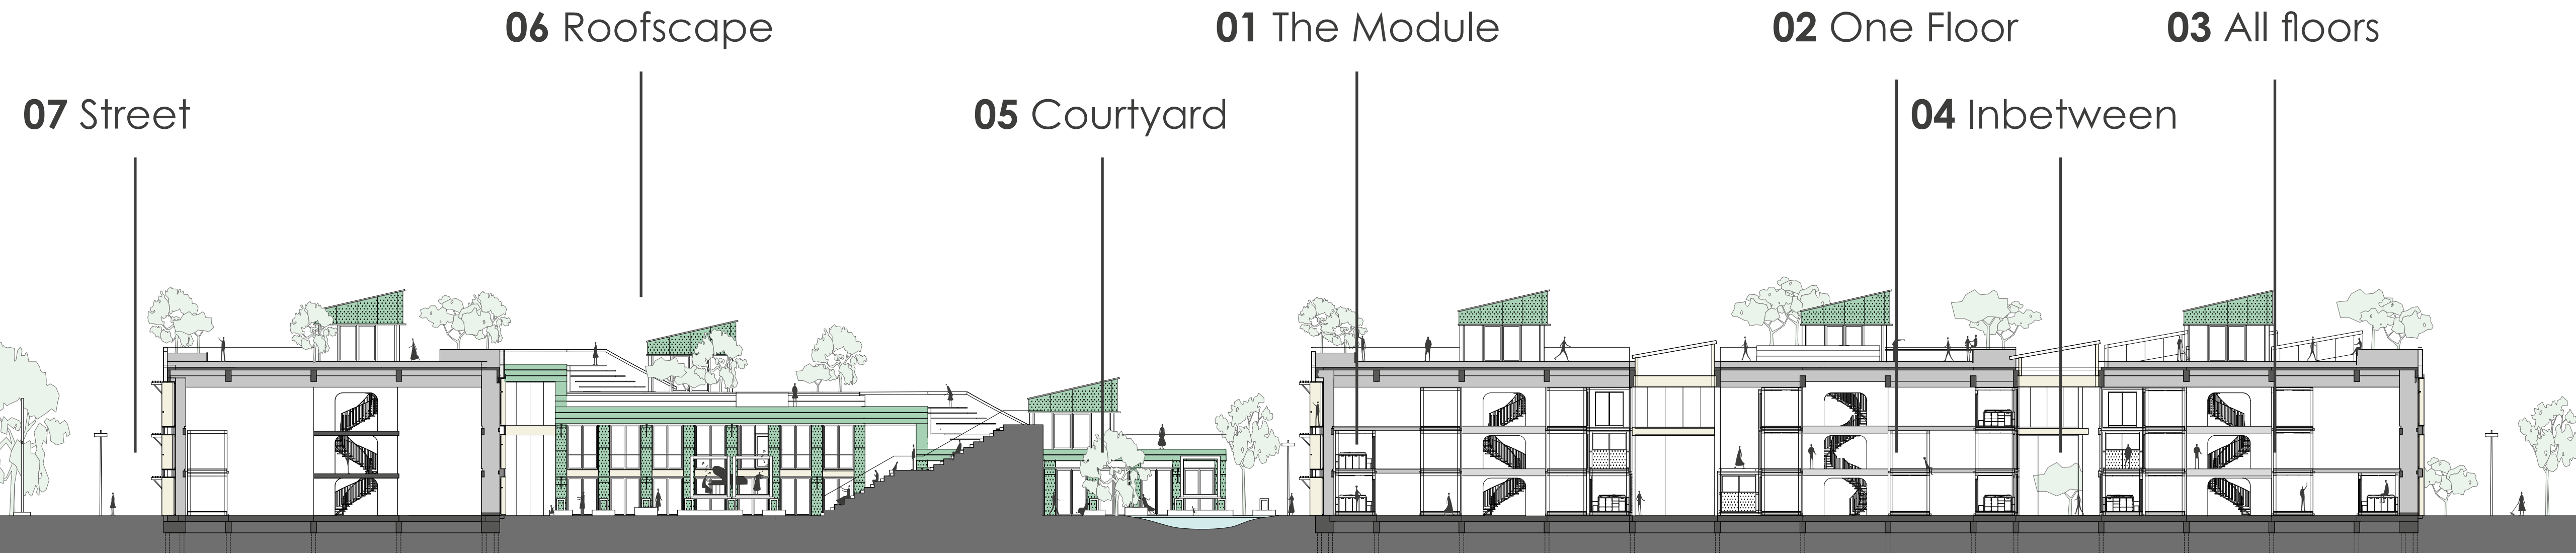 06 Roofscape
01 The Module
02 One Floor
03 All floors
07 Street
05 Courtyard
04 Inbetween